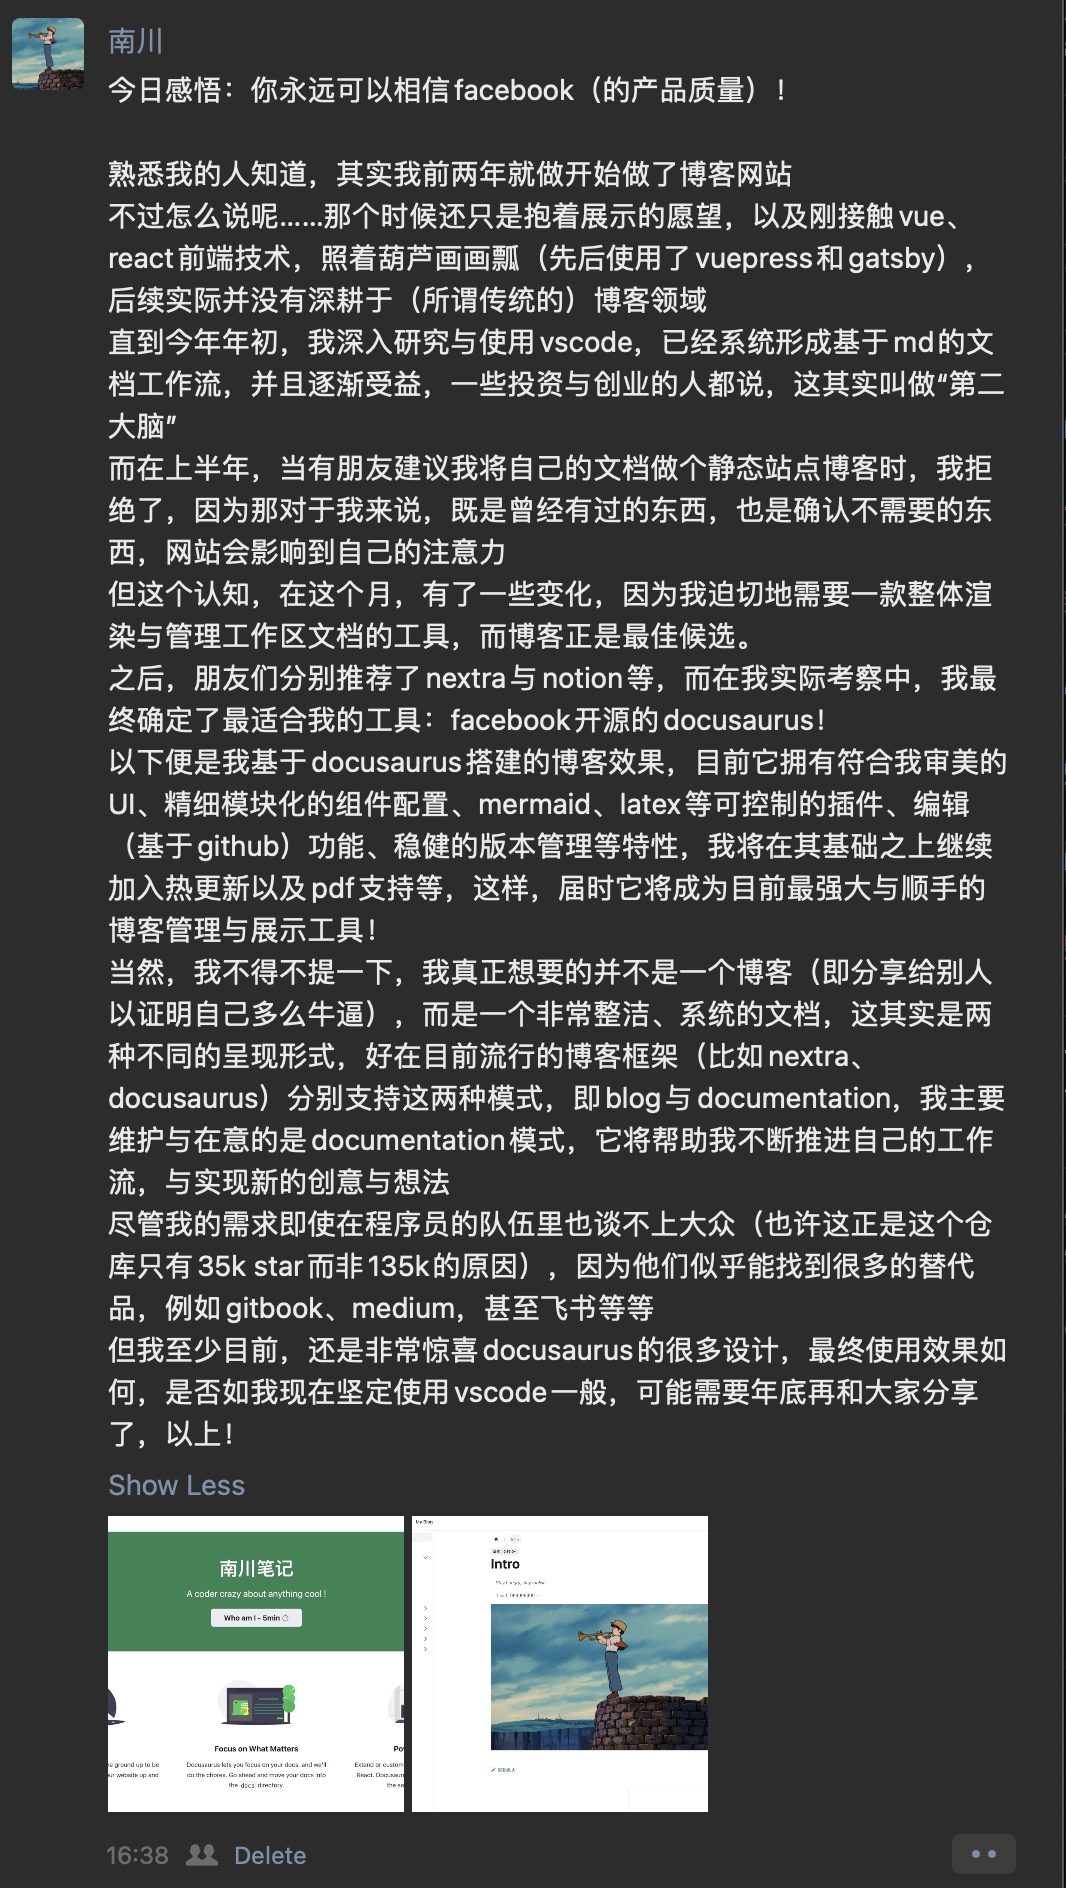 南川
今日感悟：你永远可以相信facebook（的产品质量）！
熟悉我的人知道，其实我前两年就做开始做了博客网站
不过怎么说呢……那个时候还只是抱着展示的愿望，以及刚接触vue、
react前端技术，照着葫芦画画瓢（先后使用了vuepress和gatsby），
后续实际并没有深耕于（所谓传统的）博客领域
直到今年年初，我深入研究与使用vscode，已经系统形成基于md的文
档工作流，并且逐渐受益，一些投资与创业的人都说，这其实叫做“第二
大脑”
而在上半年，当有朋友建议我将自己的文档做个静态站点博客时，我拒
绝了，因为那对于我来说，既是曾经有过的东西，也是确认不需要的东
西，网站会影响到自己的注意力
但这个认知，在这个月，有了一些变化，因为我迫切地需要一款整体渲
染与管理工作区文档的工具，而博客正是最佳候选。
之后，朋友们分别推荐了nextra与notion等，而在我实际考察中，我最
终确定了最适合我的工具：facebook开源的docusaurus！
以下便是我基于docusaurus搭建的博客效果，目前它拥有符合我审美的
UI、精细模块化的组件配置、mermaid、latex等可控制的插件、编辑
（基于github）功能、稳健的版本管理等特性，我将在其基础之上继续
加入热更新以及pdf支持等，这样，届时它将成为目前最强大与顺手的
博客管理与展示工具！
当然，我不得不提一下，我真正想要的并不是一个博客（即分享给别人
以证明自己多么牛逼），而是一个非常整洁、系统的文档，这其实是两
种不同的呈现形式，好在目前流行的博客框架（比如nextra、
docusaurus）分别支持这两种模式，即blog与documentation，我主要
维护与在意的是documentation模式，它将帮助我不断推进自己的工作
流，与实现新的创意与想法
尽管我的需求即使在程序员的队伍里也谈不上大众（也许这正是这个仓
库只有35k star而非135k的原因），因为他们似乎能找到很多的替代
品，例如gitbook、medium，甚至飞书等等
但我至少目前，还是非常惊喜docusaurus的很多设计，最终使用效果如
何，是否如我现在坚定使用vscode一般，可能需要年底再和大家分享
了，以上！
Show Less
南川笔记
A coder crazy about anything cool !
Who am I - 5min
Focus on What Matters
Docusaurus lets you focus on your docs, and we'll
do the chores. Go ahead and move your docs into
the docs directory.
e ground up to be
ur website up and
Po
Extend or custom
React. Docusaur
the sa
My Blog
Intro
16:38
Delete